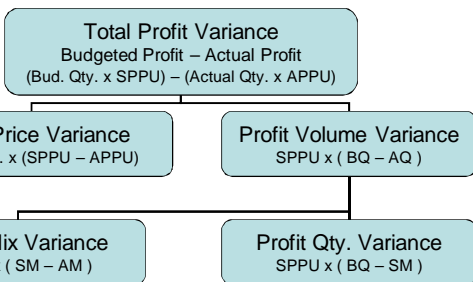 Total Profit Variance
Budgeted Profit – Actual Profit
(Bud. Qty. x SPPU) – (Actual Qty. x APPU)
Price Variance
. x (SPPU – APPU)
Profit Volume Variance
SPPU x ( BQ – AQ )
Mix Variance
( SM – AM )
Profit Qty. Variance
SPPU x ( BQ – SM )